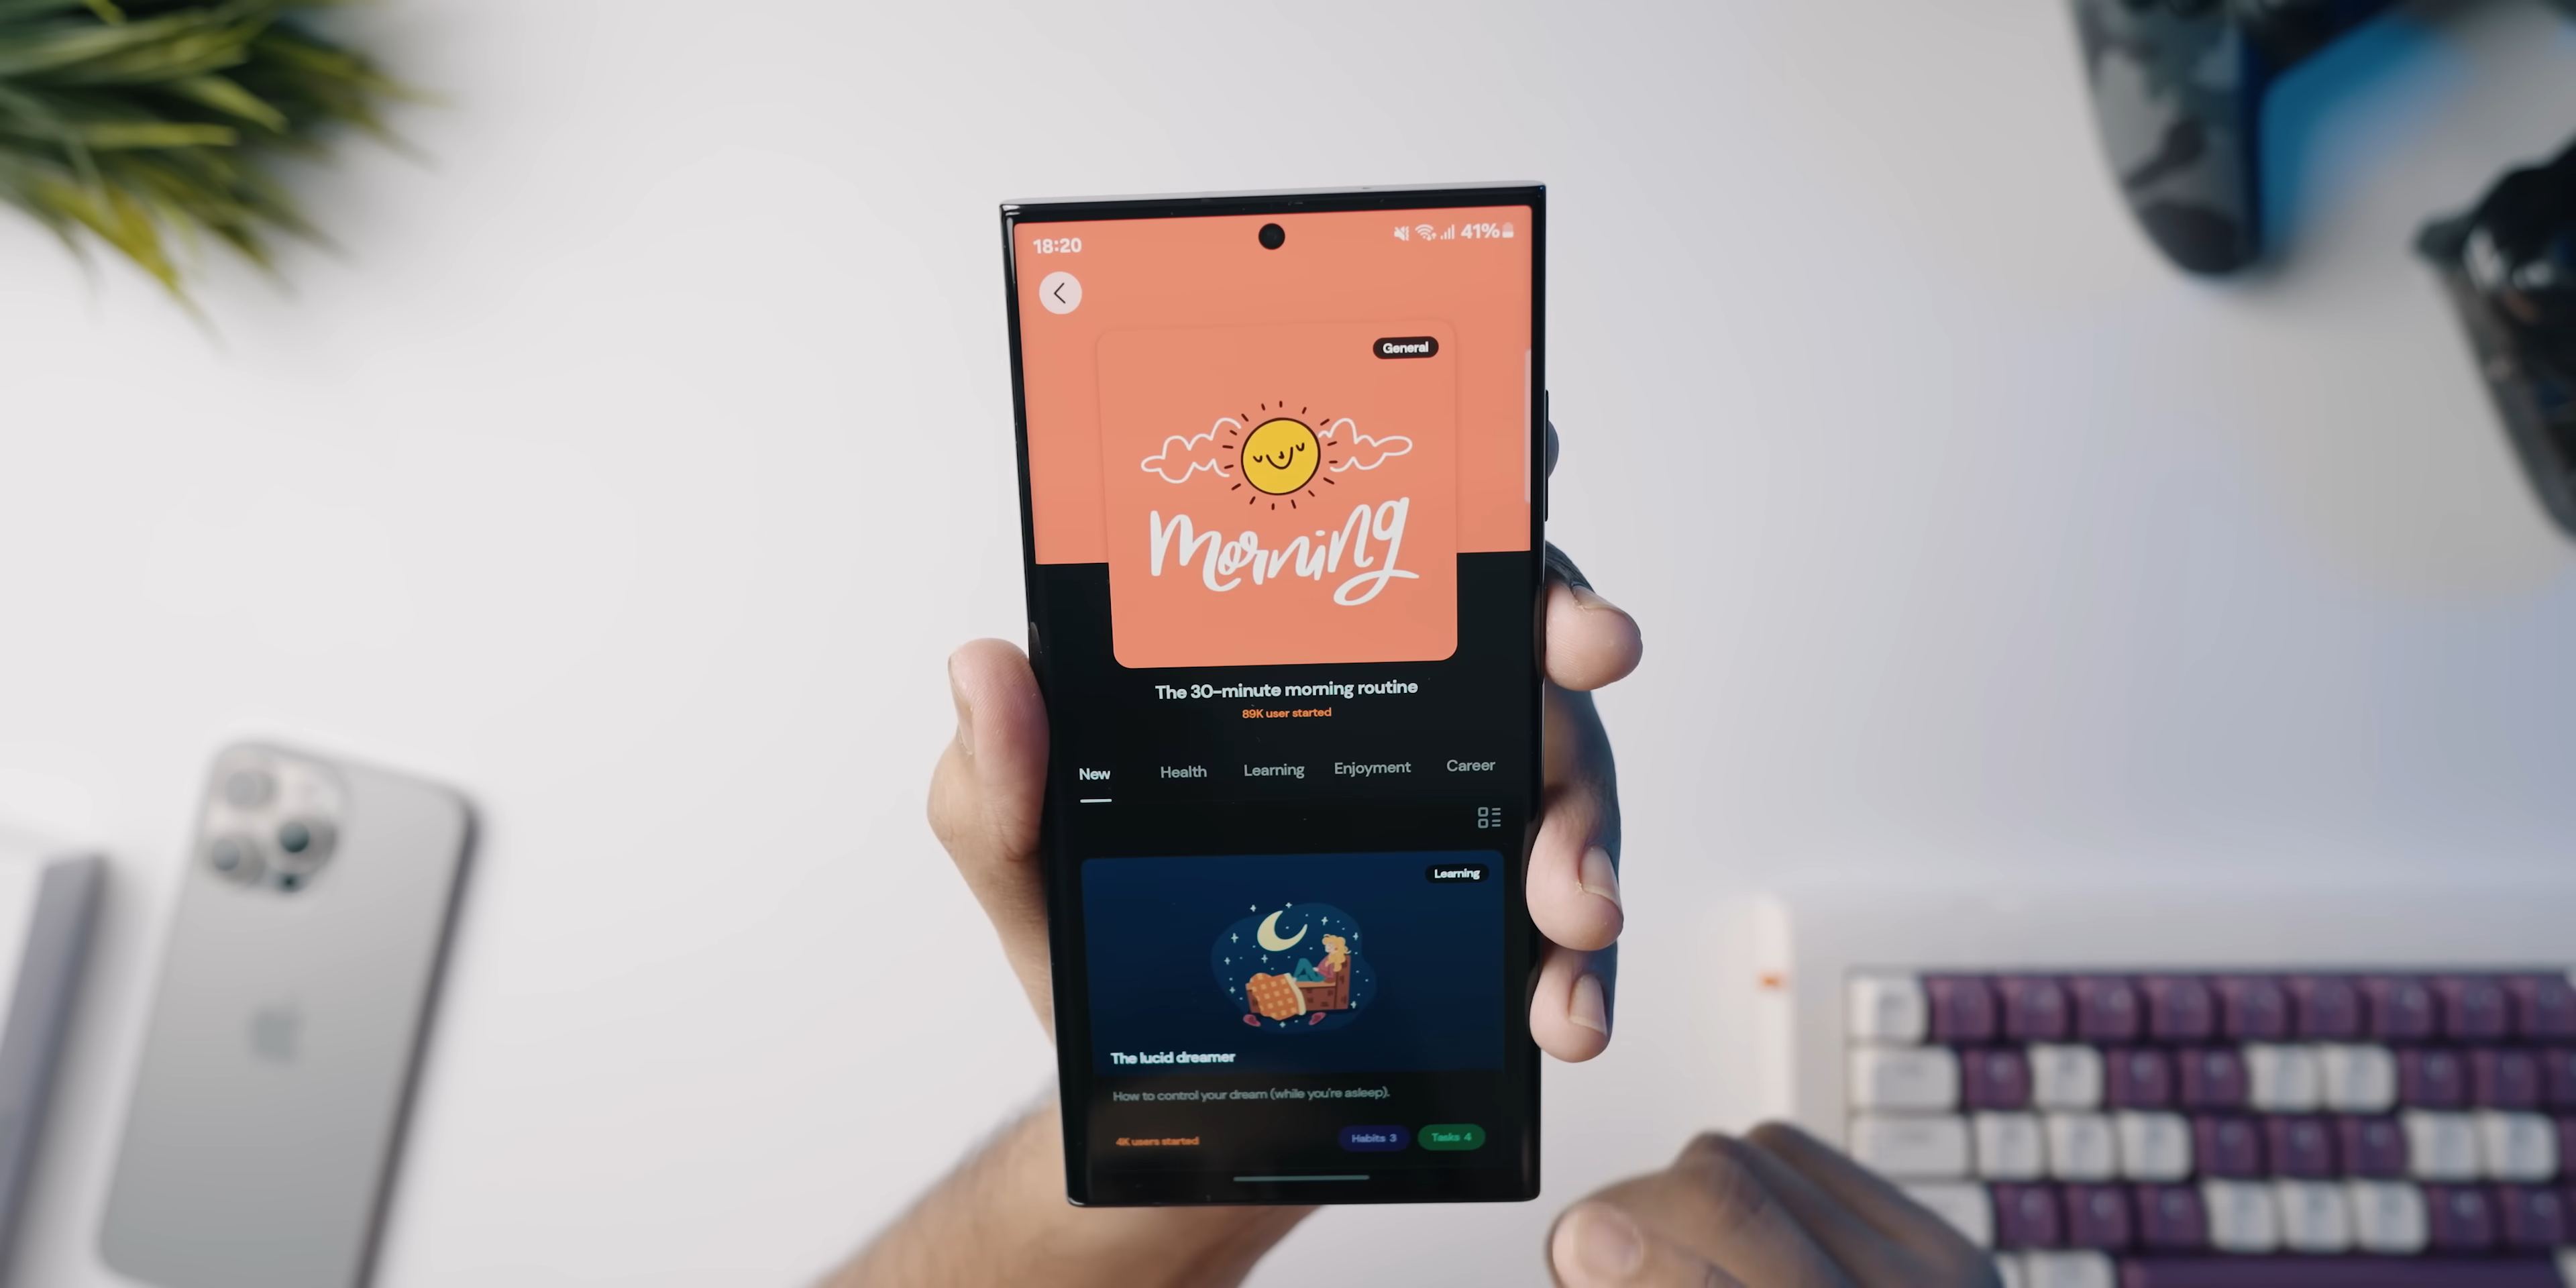 18:20
41%
General
morning
The 30-minute morning routine
89K user started
New Health Learning Enjoyment Career
Learning
The lucid dreamer
How to control your dream (while you're asleep).
4K users started
Habits 3
Tasks 4